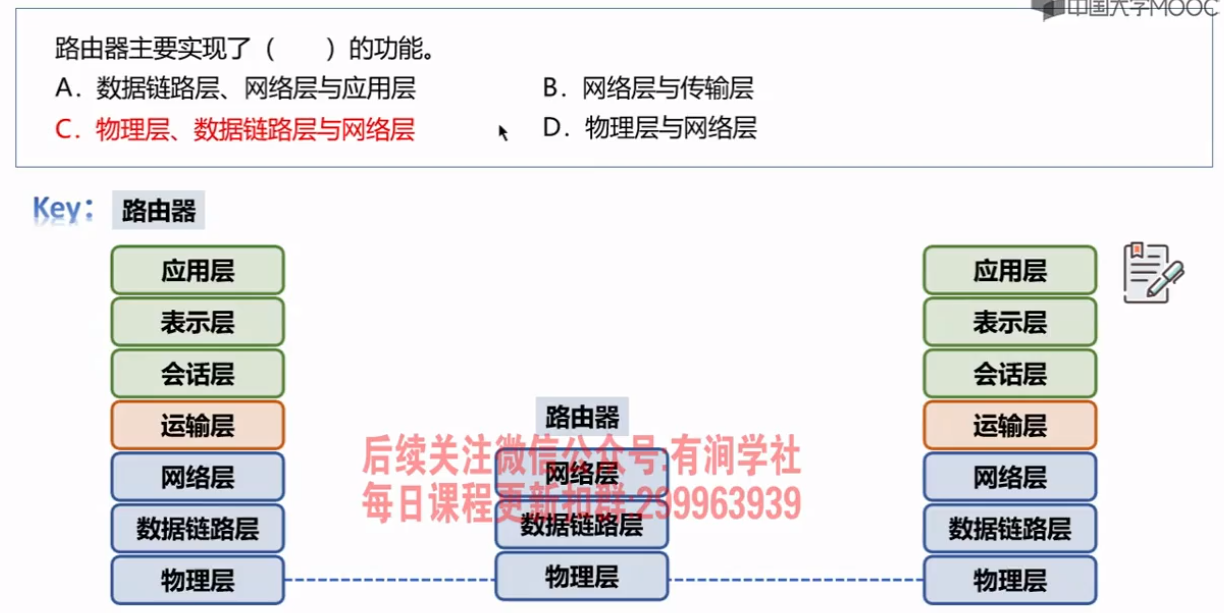 中国大学MOOC
路由器主要实现了（　　）的功能。
A．数据链路层、网络层与应用层
B．网络层与传输层
C．物理层、数据链路层与网络层
D．物理层与网络层
Key：
路由器
应用层
表示层
会话层
运输层
网络层
数据链路层
物理层
路由器
网络层
数据链路层
物理层
应用层
表示层
会话层
运输层
网络层
数据链路层
物理层
后续关注微信公众号:有涧学社
每日课程更新扣群:299963939